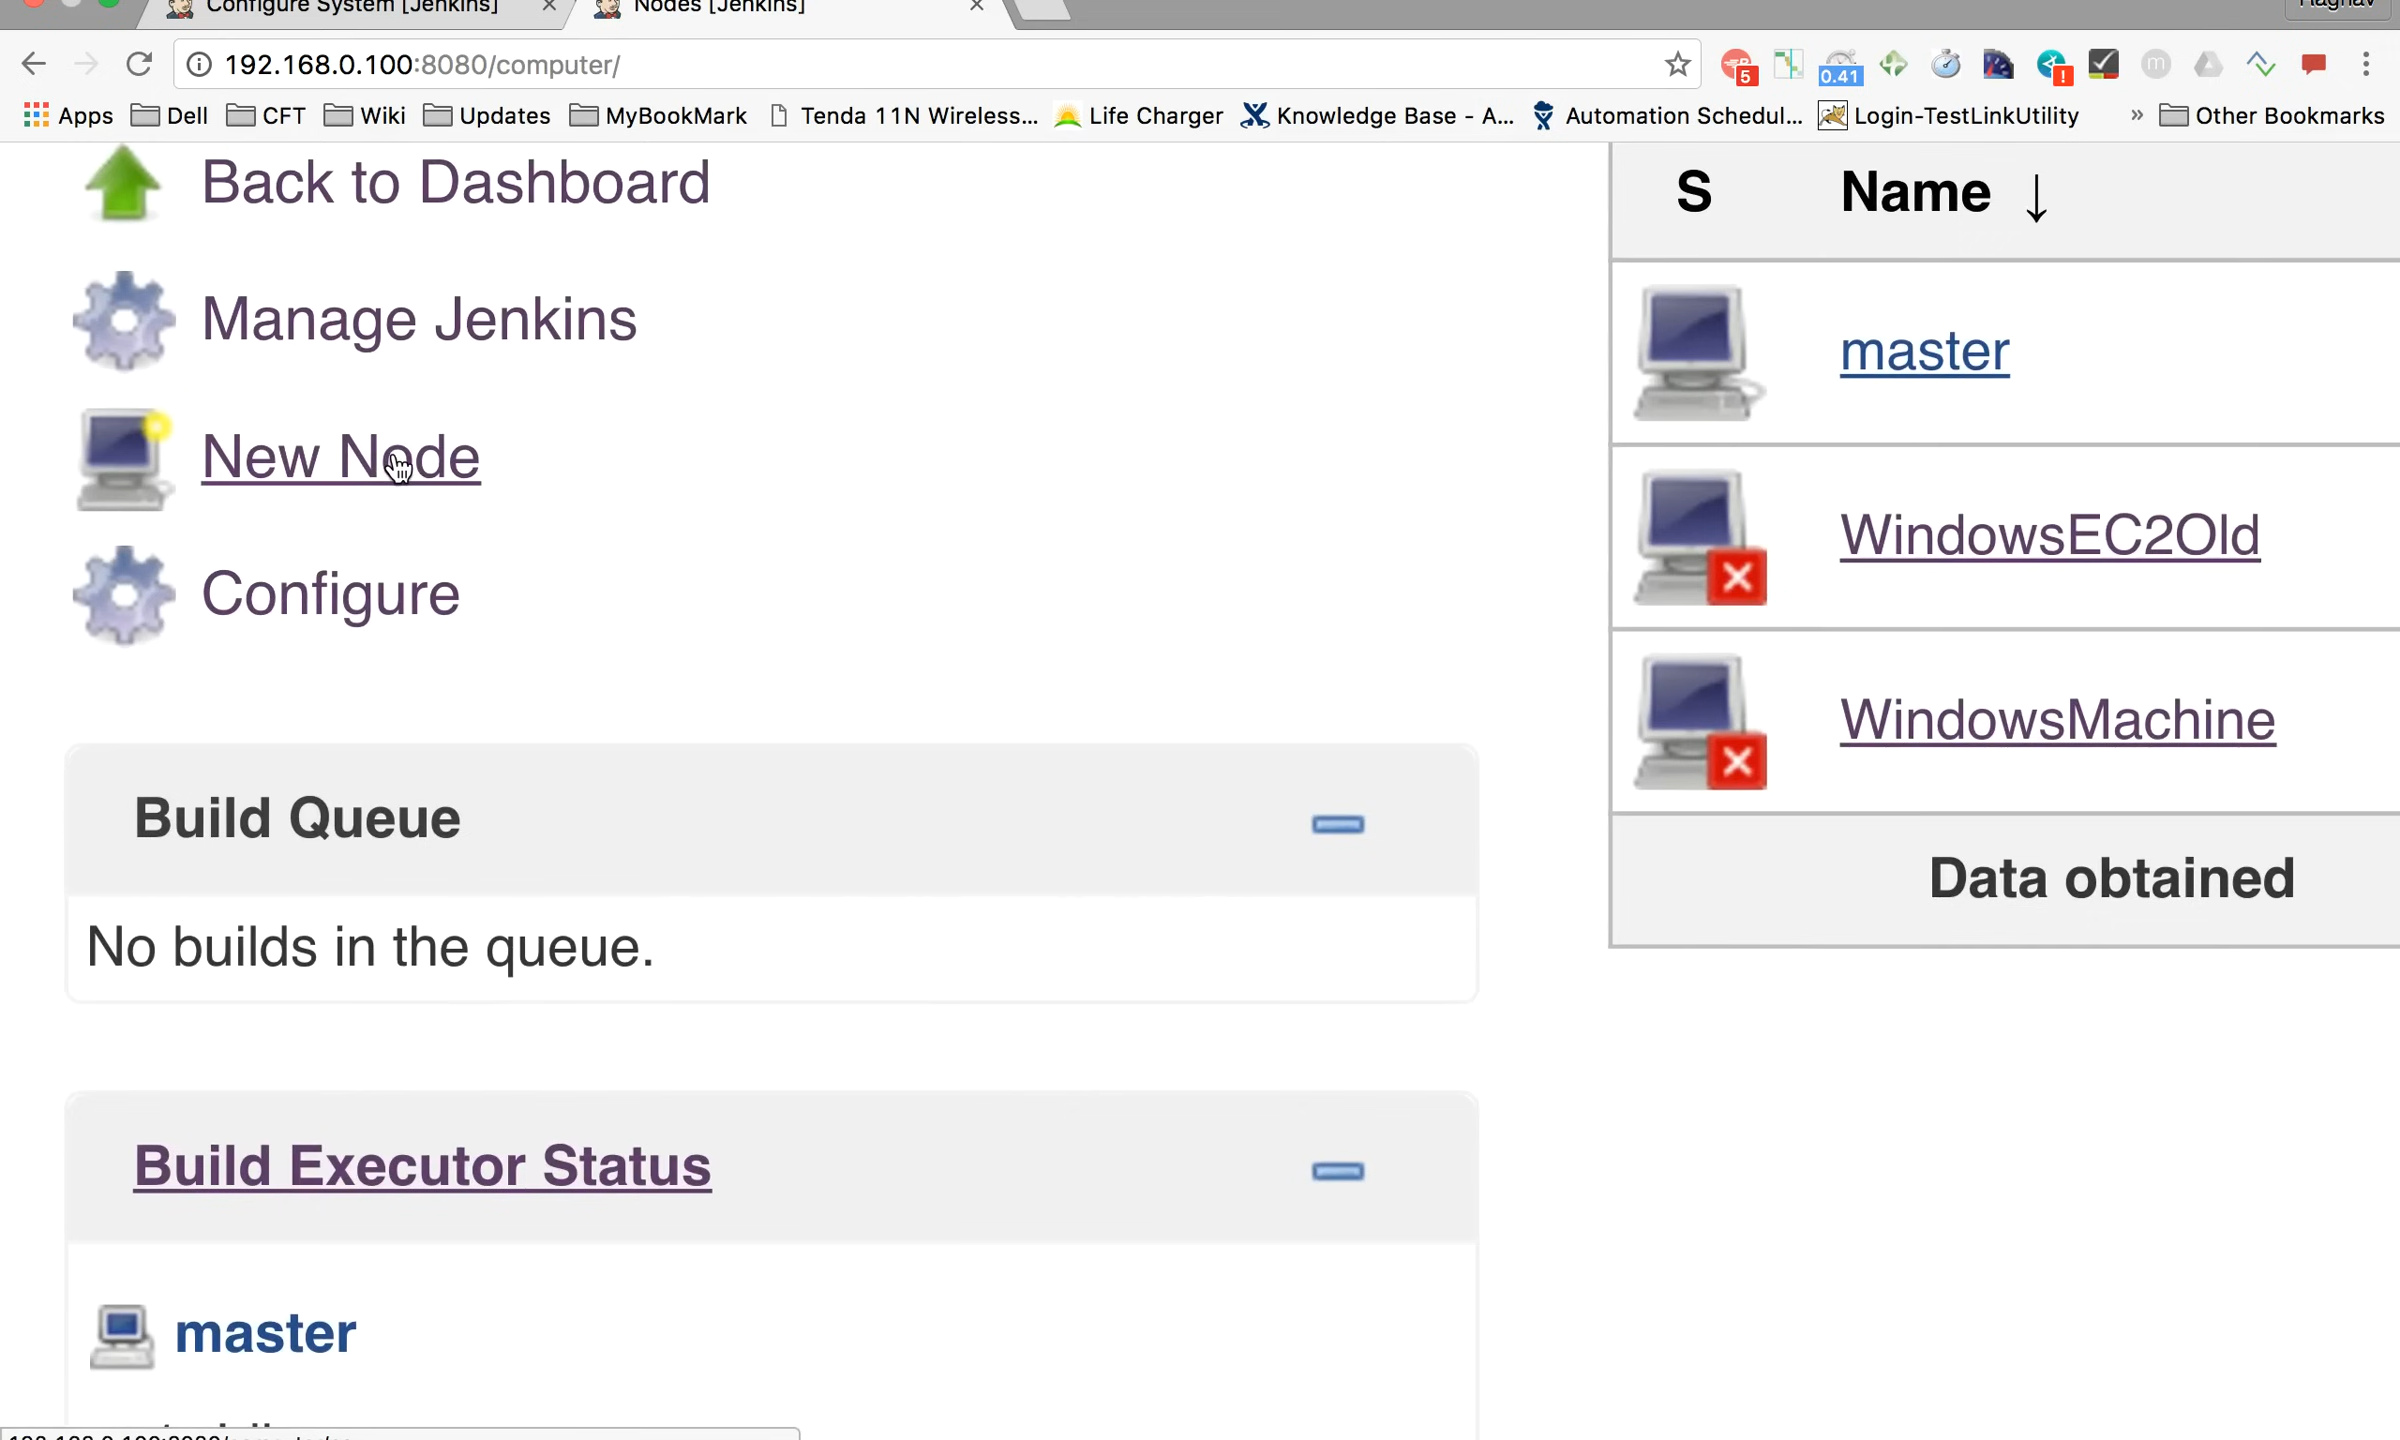 Configure System [Jenkins]
Nodes [Jenkins]
Raghav
192.168.0.100:8080/computer/
5
0.41
!
m
Apps Dell CFT Wiki Updates MyBookMark Tenda 11N Wireless... Life Charger Knowledge Base - A... Automation Schedul... Login-TestLinkUtility » Other Bookmarks
Back to Dashboard
Manage Jenkins
New Node
Configure
S Name ↓
master
WindowsEC2Old
WindowsMachine
Data obtained
Build Queue
No builds in the queue.
Build Executor Status
master